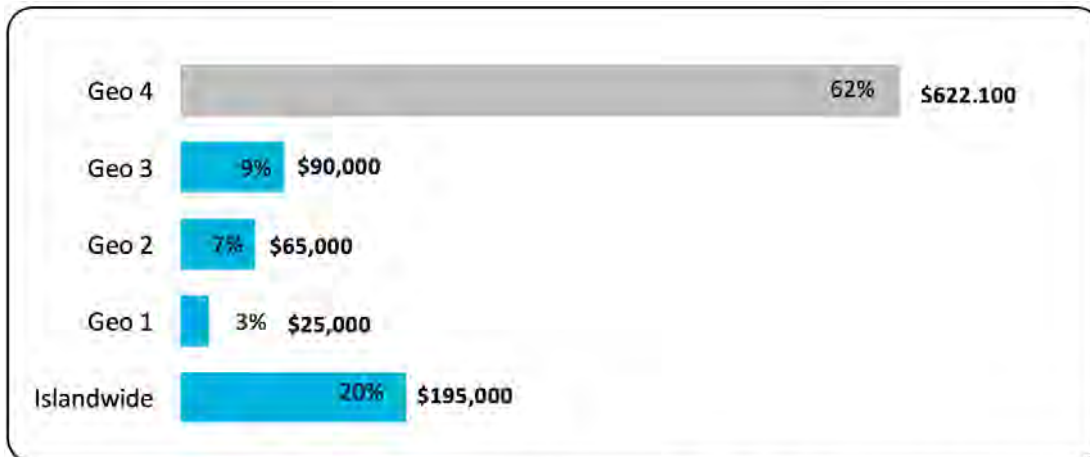 Geo 4 62% $622.100
Geo 3 9% $90,000
Geo 2 7% $65,000
Geo 1 3% $25,000
Islandwide 20% $195,000